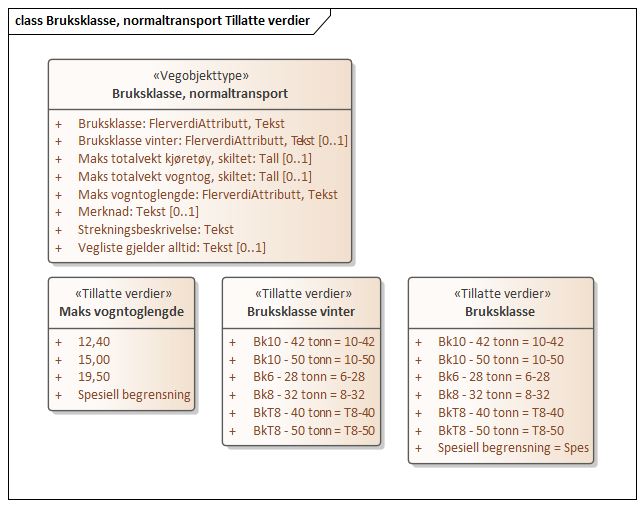 class Bruksklasse, normaltransport Tillatte verdier
«Vegobjekttype»
Bruksklasse, normaltransport
+ Bruksklasse: FlerverdiAttributt, Tekst
+ Bruksklasse vinter: FlerverdiAttributt, Tekst [0..1]
+ Maks totalvekt kjøretøy, skiltet: Tall [0..1]
+ Maks totalvekt vogntog, skiltet: Tall [0..1]
+ Maks vogntoglengde: FlerverdiAttributt, Tekst
+ Merknad: Tekst [0..1]
+ Strekningsbeskrivelse: Tekst
+ Vegliste gjelder alltid: Tekst [0..1]
«Tillatte verdier»
Maks vogntoglengde
+ 12,40
+ 15,00
+ 19,50
+ Spesiell begrensning
«Tillatte verdier»
Bruksklasse vinter
+ Bk10 - 42 tonn = 10-42
+ Bk10 - 50 tonn = 10-50
+ Bk6 - 28 tonn = 6-28
+ Bk8 - 32 tonn = 8-32
+ BkT8 - 40 tonn = T8-40
+ BkT8 - 50 tonn = T8-50
«Tillatte verdier»
Bruksklasse
+ Bk10 - 42 tonn = 10-42
+ Bk10 - 50 tonn = 10-50
+ Bk6 - 28 tonn = 6-28
+ Bk8 - 32 tonn = 8-32
+ BkT8 - 40 tonn = T8-40
+ BkT8 - 50 tonn = T8-50
+ Spesiell begrensning = Spes